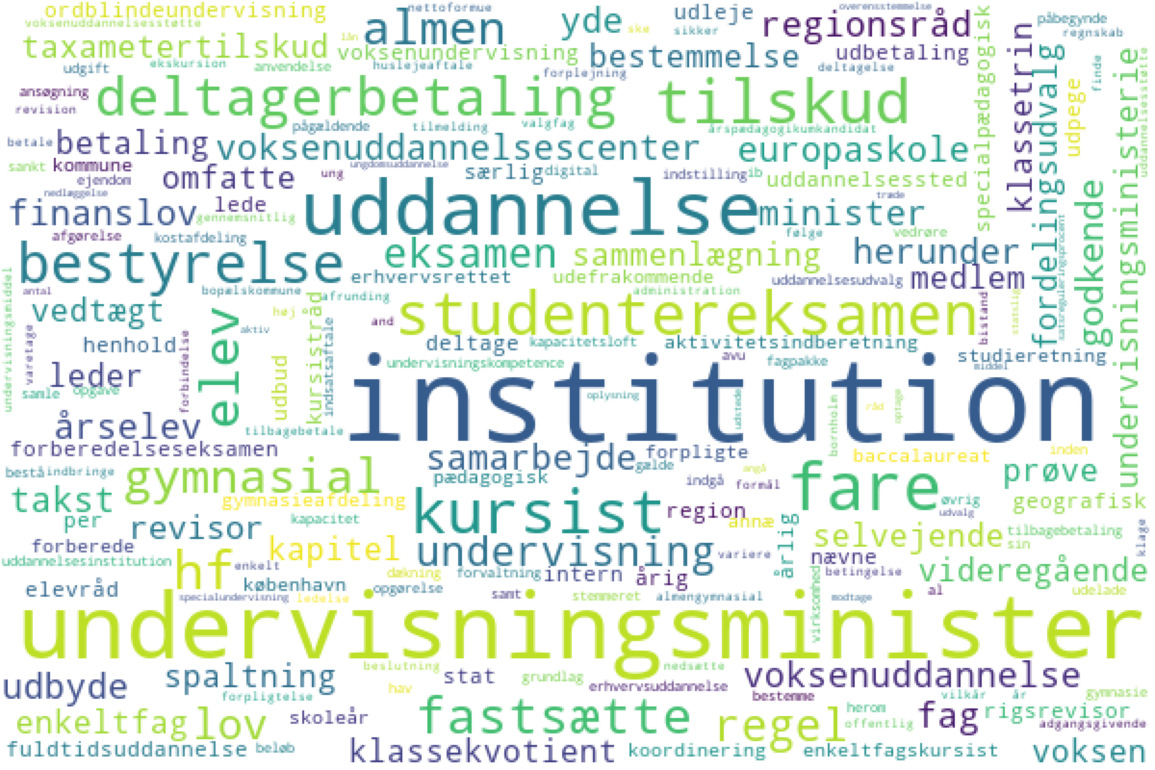 ordblindeundervisning
nettoformue
overensstemmelse
voksenuddannelsesstøtte
lån
almen
yde
ske
udleje
sikker
regionsråd
påbegynde
regnskab
taxametertilskud
voksenundervisning
bestemmelse
udbetaling
udgift
ekskursion
anvendelse
huslejeaftale
forplejning
deltagelse
finde
ansøgning
revision
deltagerbetaling
tilskud
specialpædagogisk
klassetrin
fordelingsudvalg
udpege
undervisningsministerie
uddannelsesstøtte
betale
betaling
pågældende
tilmelding
valgfag
årspædagogikumkandidat
voksenuddannelsescenter
europaskole
sankt
kommune
ejendom
omfatte
ungdomsuddannelse
ung
særlig
digital
indstilling
ib
uddannelsessted
nedlæggelse
træde
finanslov
lede
gennemsnitlig
uddannelse
minister
afgørelse
kostafdeling
følge
vedrøre
godkende
satsreguleringsprocent
bestyrelse
eksamen
sammenlægning
herunder
erhvervsrettet
udefrakommende
uddannelsesudvalg
medlem
undervisningsmiddel
antal
bopælskommune
afrunding
administration
bistand
statslig
vedtægt
elev
høj
aktiv
kursistråd
and
studentereksamen
varetage
henhold
forbindelse
udbud
indsatsaftale
deltage
kapacitetsloft
aktivitetsindberetning
undervisningskompetence
avu
fagpakke
studieretning
middel
leder
samle
opgave
institution
oplysning
udstede
bornholm
råd
optage
årselev
tilbagebetale
forberedelseseksamen
samarbejde
forpligte
baccalaureat
inden
bestå
indbringe
gymnasial
pædagogisk
gælde
indgå
angå
formål
fare
prøve
takst
gymnasieafdeling
kursist
region
øvrig
udvalg
geografisk
per
revisor
kapacitet
annæ
årlig
selvejende
tilbagebetaling
sin
klage
forberede
kapitel
undervisning
variere
nævne
uddannelsesinstitution
hf
enkelt
dækning
forvaltning
intern
årig
betingelse
videregående
elevråd
københavn
opgørelse
al
udelade
specialundervisning
ledelse
samt
stemmeret
almengymnasial
virksomhed
modtage
undervisningsminister
beslutning
nedsætte
udbyde
spaltning
hav
stat
grundlag
erhvervsuddannelse
voksenuddannelse
forpligtelse
bestemme
vilkår
år
gymnasie
enkeltfag
lov
skoleår
fastsætte
regel
herom
offentlig
fag
rigsrevisor
adgangsgivende
fuldtidsuddannelse
beløb
klassekvotient
koordinering
enkeltfagskursist
voksen